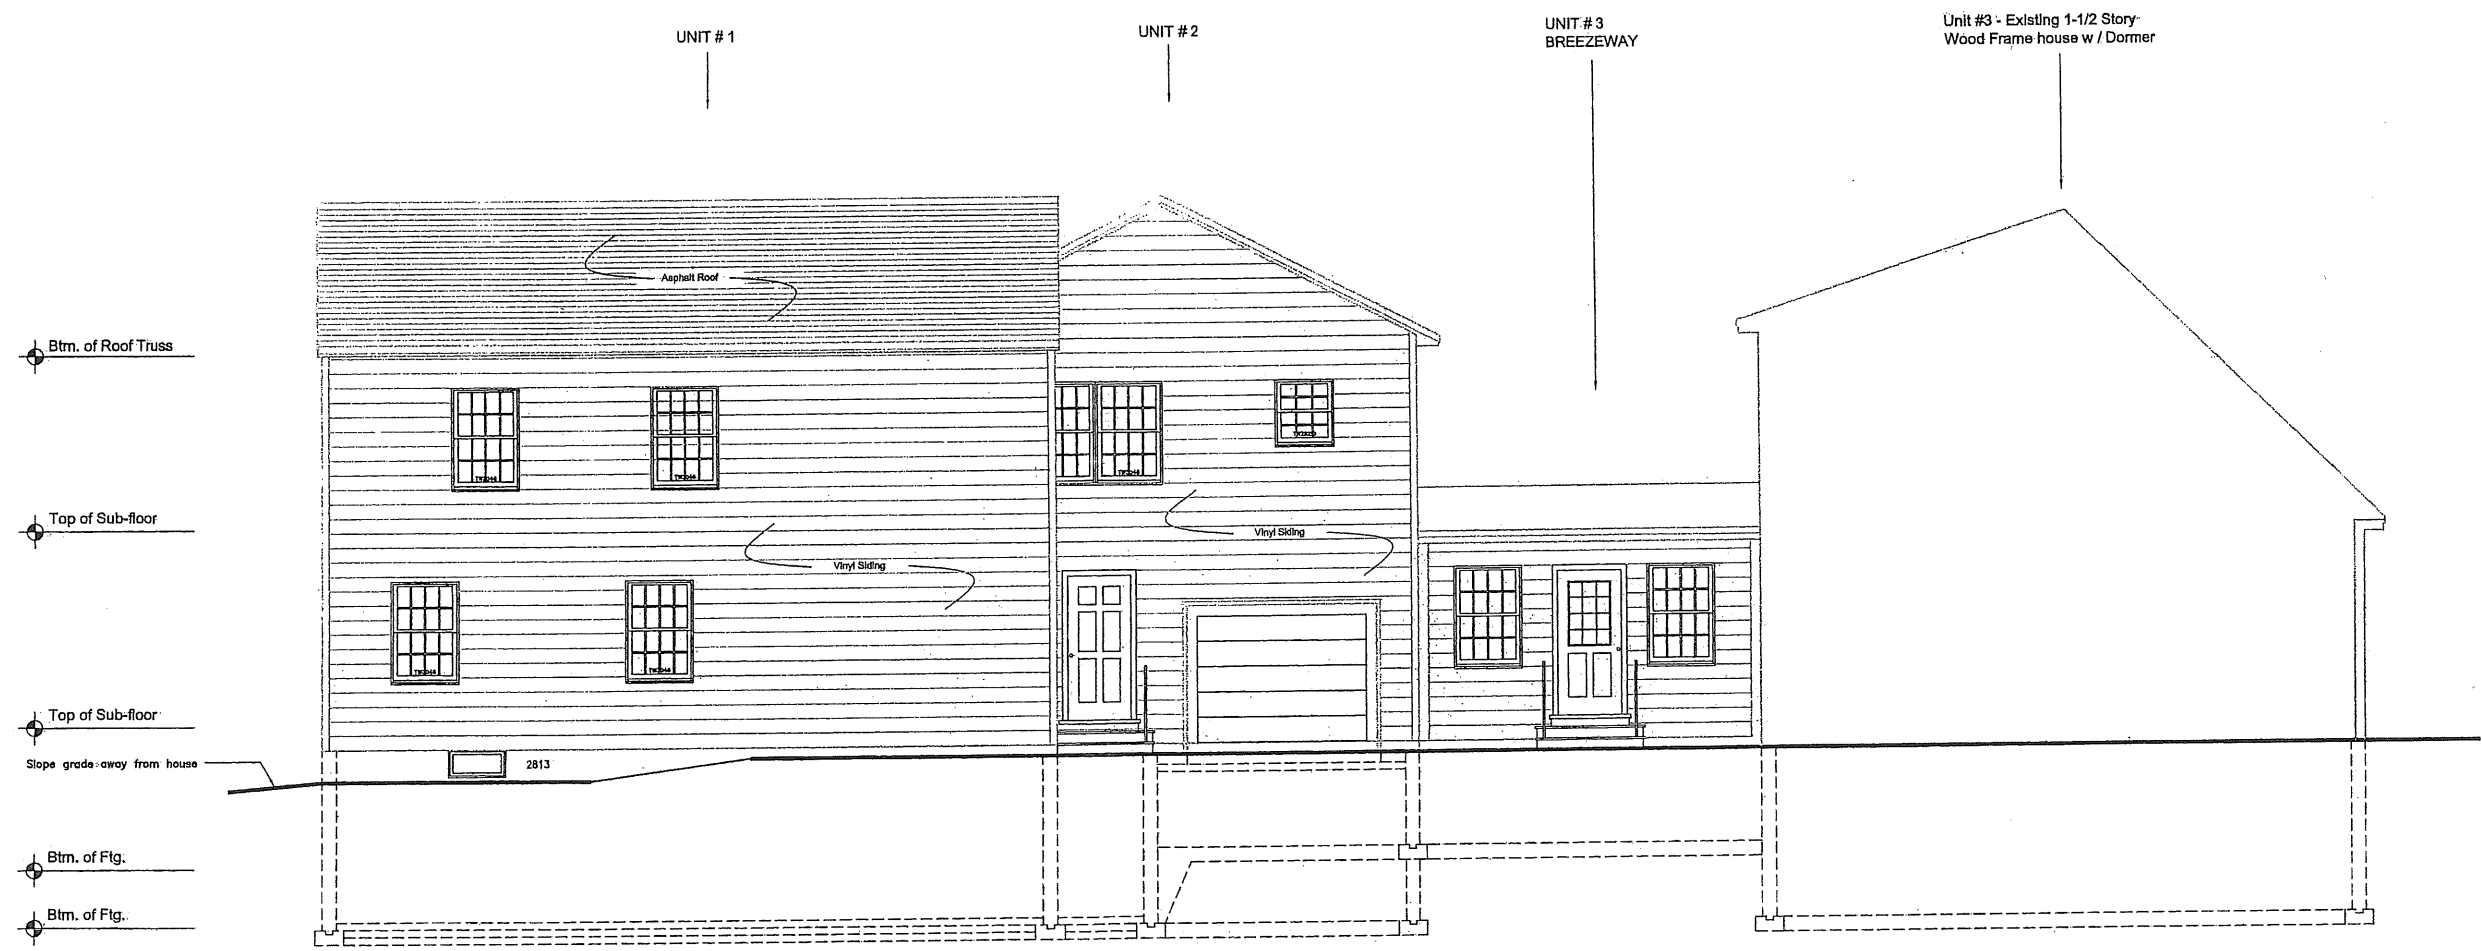 UNIT # 1
UNIT # 2
UNIT # 3
BREEZEWAY
Unit #3 - Existing 1-1/2 Story
Wood Frame house w / Dormer
Asphalt Roof
Btm. of Roof Truss
Top of Sub-floor
Vinyl Siding
Vinyl Siding
Top of Sub-floor
Slope grade away from house
2813
Btm. of Ftg.
Btm. of Ftg.